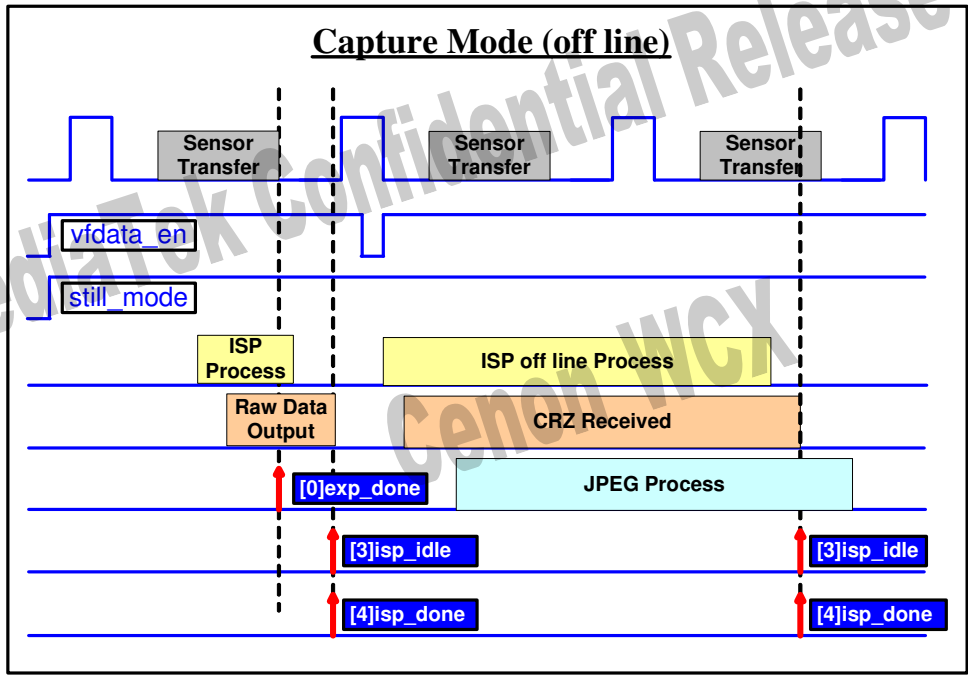 Capture Mode (off line)
Sensor
Transfer
Sensor
Transfer
Sensor
Transfer
vfdata_en
still_mode
ISP
Process
ISP off line Process
Raw Data
Output
CRZ Received
[0]exp_done
JPEG Process
[3]isp_idle
[3]isp_idle
[4]isp_done
[4]isp_done
MediaTek Confidential Release
Cenon WCX